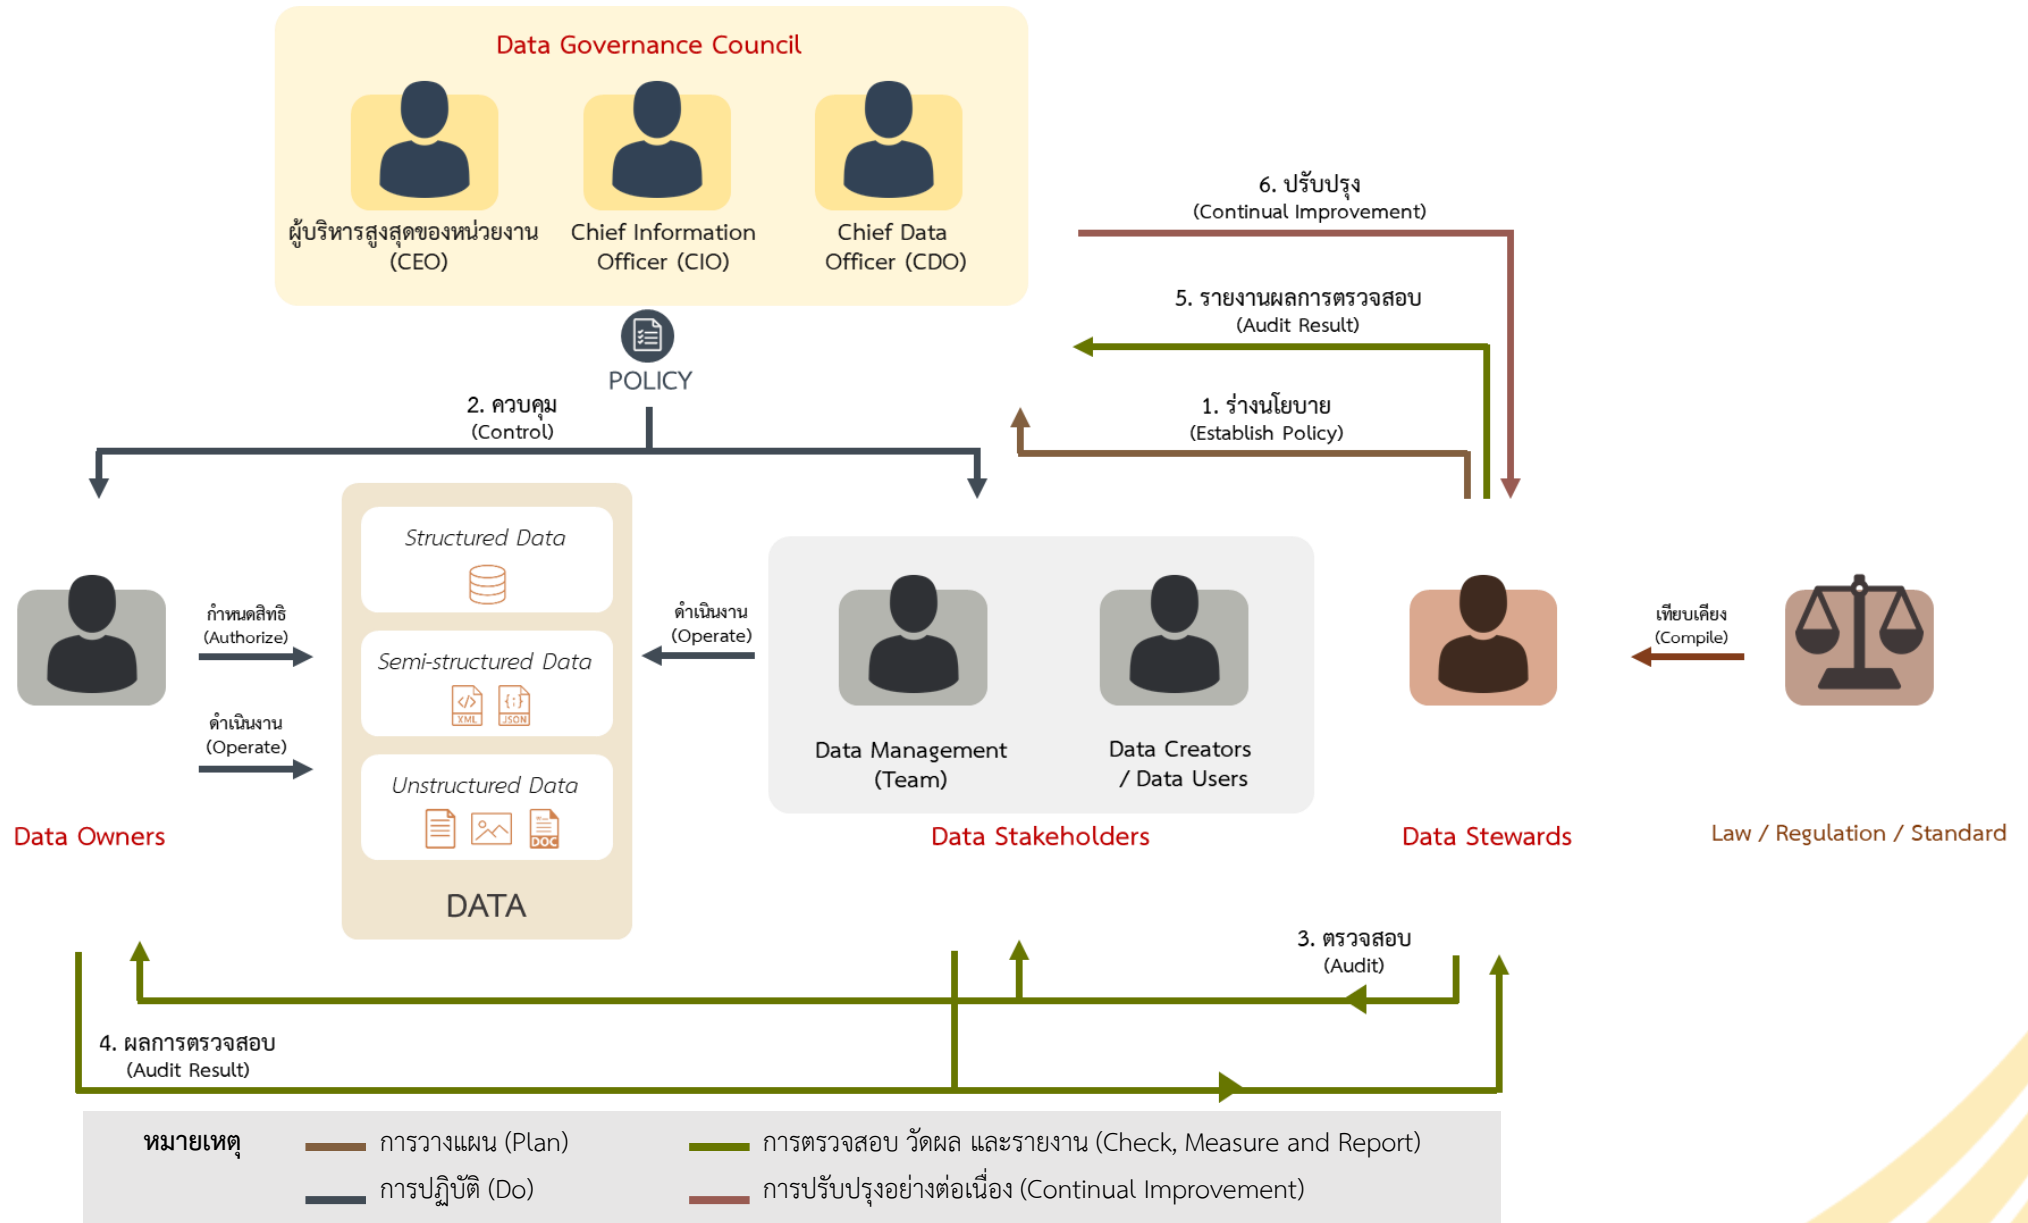 Data Governance Council
ผู้บริหารสูงสุดของหน่วยงาน
(CEO)
Chief Information
Officer (CIO)
Chief Data
Officer (CDO)
6. ปรับปรุง
(Continual Improvement)
5. รายงานผลการตรวจสอบ
(Audit Result)
POLICY
2. ควบคุม
(Control)
1. ร่างนโยบาย
(Establish Policy)
Structured Data
กำหนดสิทธิ
(Authorize)
ดำเนินงาน
(Operate)
เทียบเคียง
(Compile)
Semi-structured Data
XML
JSON
ดำเนินงาน
(Operate)
Data Management
(Team)
Data Creators
/ Data Users
Unstructured Data
DOC
Data Owners
Data Stakeholders
Data Stewards
Law / Regulation / Standard
DATA
3. ตรวจสอบ
(Audit)
4. ผลการตรวจสอบ
(Audit Result)
หมายเหตุ
การวางแผน (Plan)
การตรวจสอบ วัดผล และรายงาน (Check, Measure and Report)
การปฏิบัติ (Do)
การปรับปรุงอย่างต่อเนื่อง (Continual Improvement)